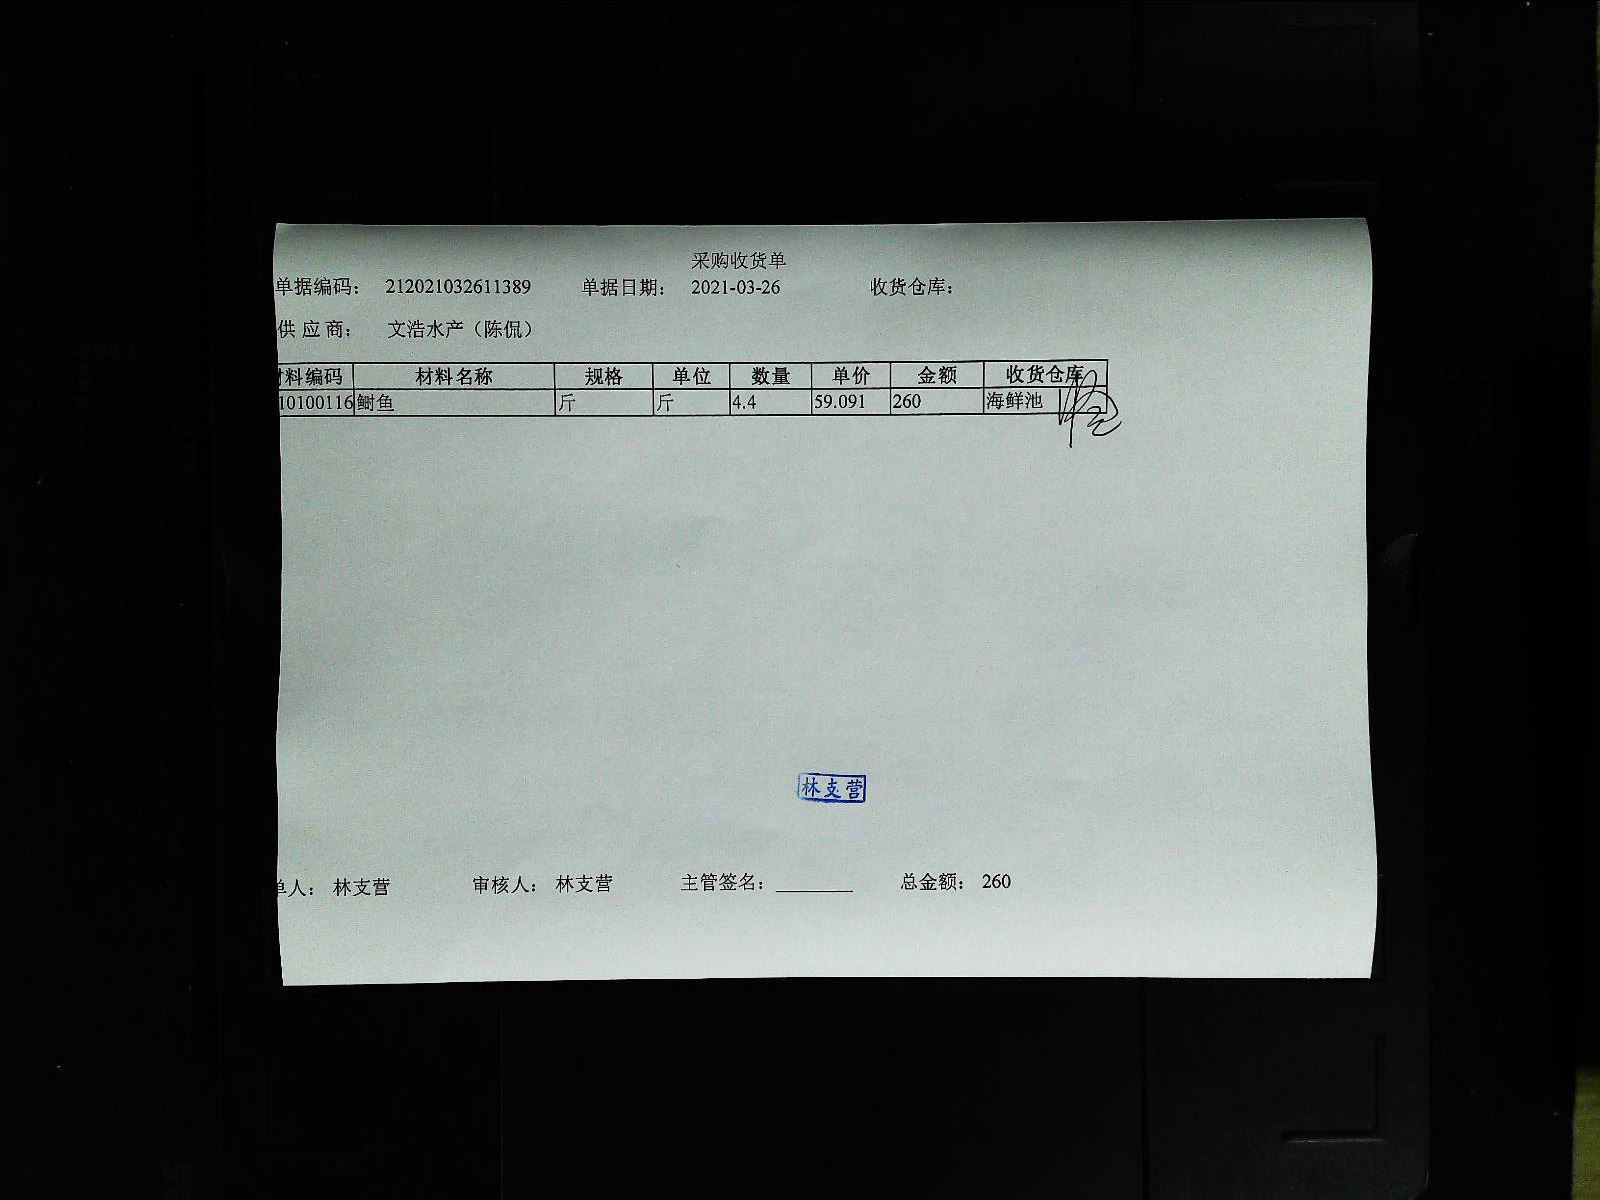 采购收货单
单据编码： 212021032611389 单据日期： 2021-03-26 收货仓库：
供 应 商： 文浩水产（陈侃）
料编码 材料名称 规格 单位 数量 单价 金额 收货仓库
10100116 鲥鱼 斤 斤 4.4 59.091 260 海鲜池
林支营
单人： 林支营 审核人： 林支营 主管签名： 总金额： 260